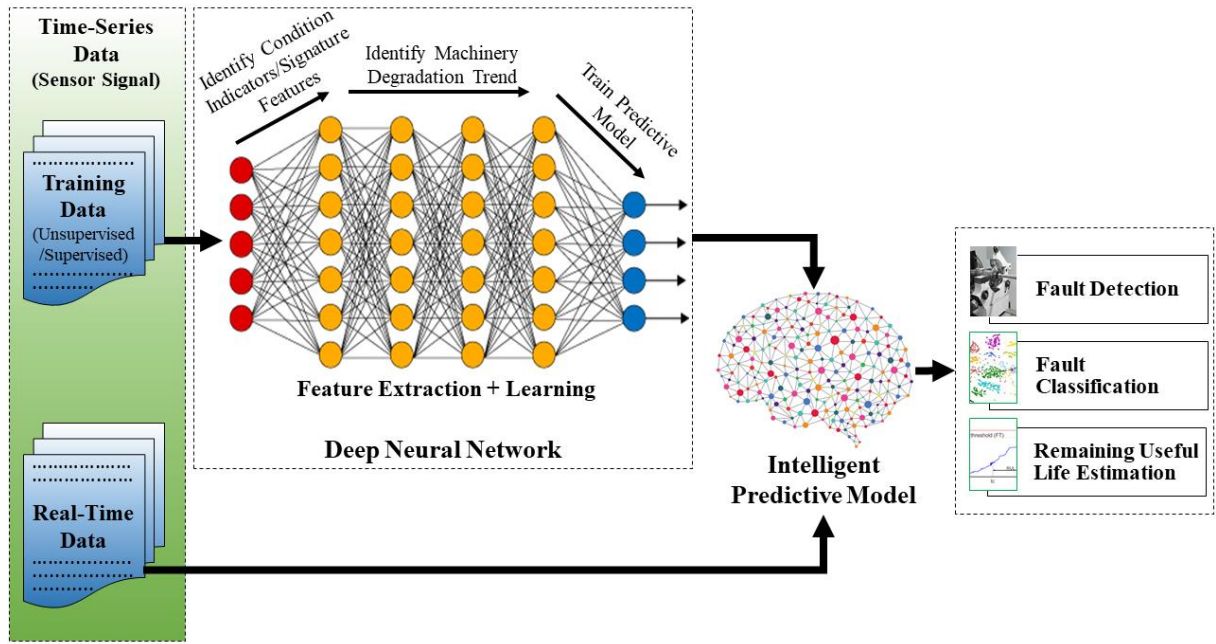 Time-Series
Data
(Sensor Signal)
Training
Data
(Unsupervised
/Supervised)
Real-Time
Data
Identify Condition
Indicators/Signature
Features
Identify Machinery
Degradation Trend
Train Predictive
Model
Feature Extraction + Learning
Deep Neural Network
Intelligent
Predictive Model
Fault Detection
Fault
Classification
threshold (FT)
Remaining Useful
Life Estimation